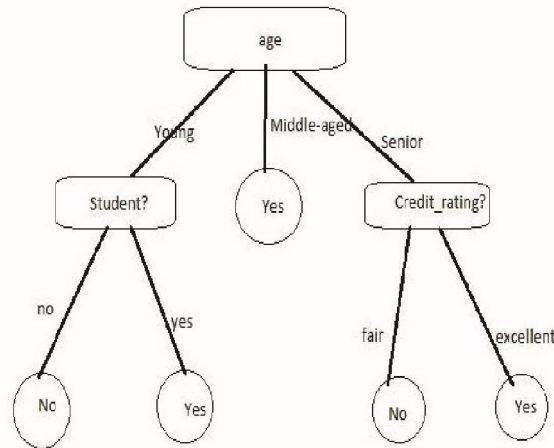 age
Young
Middle-aged
Senior
Student?
Yes
Credit_rating?
no
yes
fair
excellent
No
Yes
No
Yes